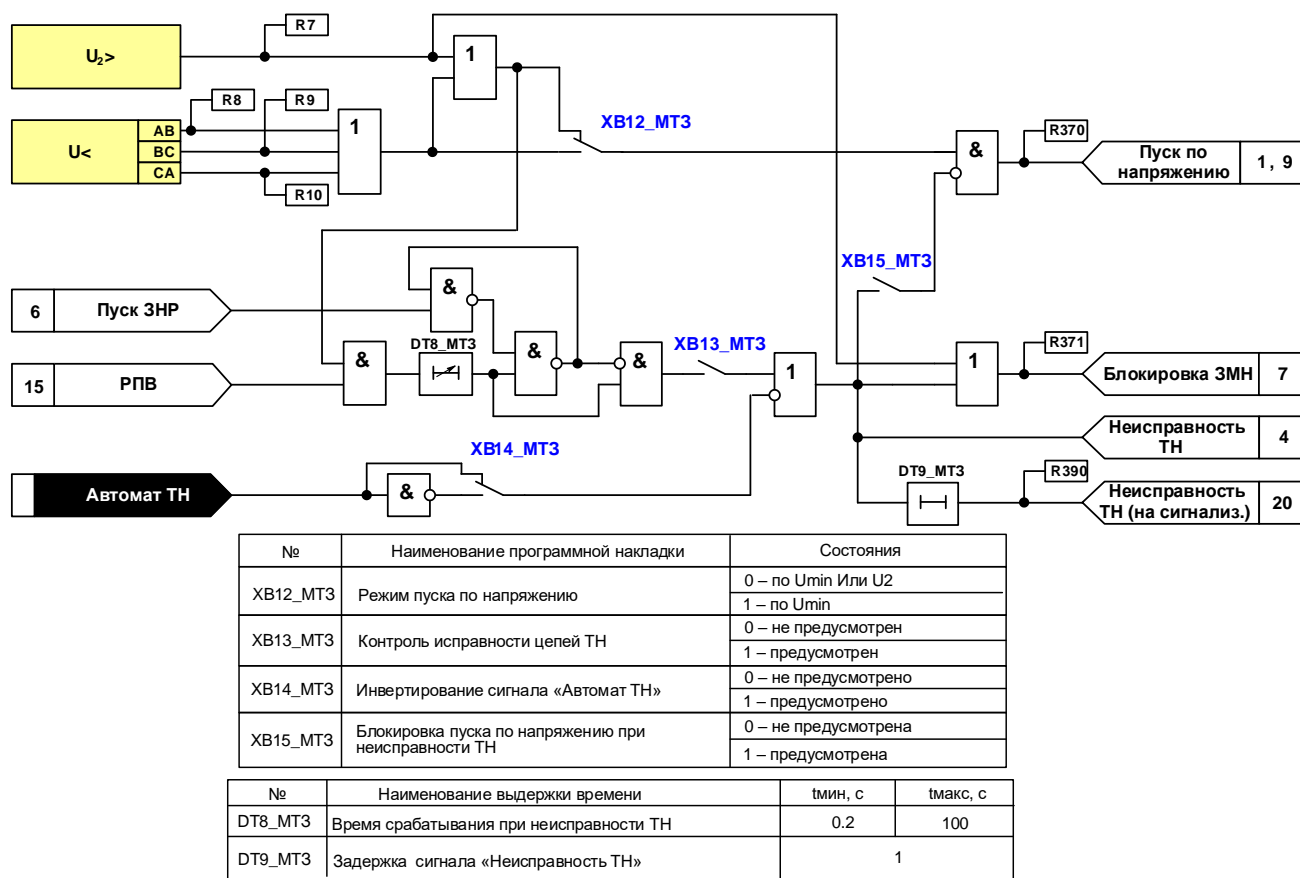 R7
U₂>
1
R8
R9
AB
BC
CA
U<
1
R10
XB12_МТЗ
&
R370
Пуск по напряжению
1, 9
XB15_МТЗ
6
Пуск ЗНР
&
DT8_МТЗ
&
&
XB13_МТЗ
1
1
R371
Блокировка ЗМН
7
15
РПВ
&
Неисправность ТН
4
XB14_МТЗ
Автомат ТН
&
DT9_МТЗ
R390
Неисправность ТН (на сигнализ.)
20
№ Наименование программной накладки Состояния
XB12_МТЗ Режим пуска по напряжению 0 – по Umin Или U2
1 – по Umin
XB13_МТЗ Контроль исправности цепей ТН 0 – не предусмотрен
1 – предусмотрен
XB14_МТЗ Инвертирование сигнала «Автомат ТН» 0 – не предусмотрено
1 – предусмотрено
XB15_МТЗ Блокировка пуска по напряжению при неисправности ТН 0 – не предусмотрена
1 – предусмотрена
№ Наименование выдержки времени tмин, с tмакс, с
DT8_МТЗ Время срабатывания при неисправности ТН 0.2 100
DT9_МТЗ Задержка сигнала «Неисправность ТН» 1